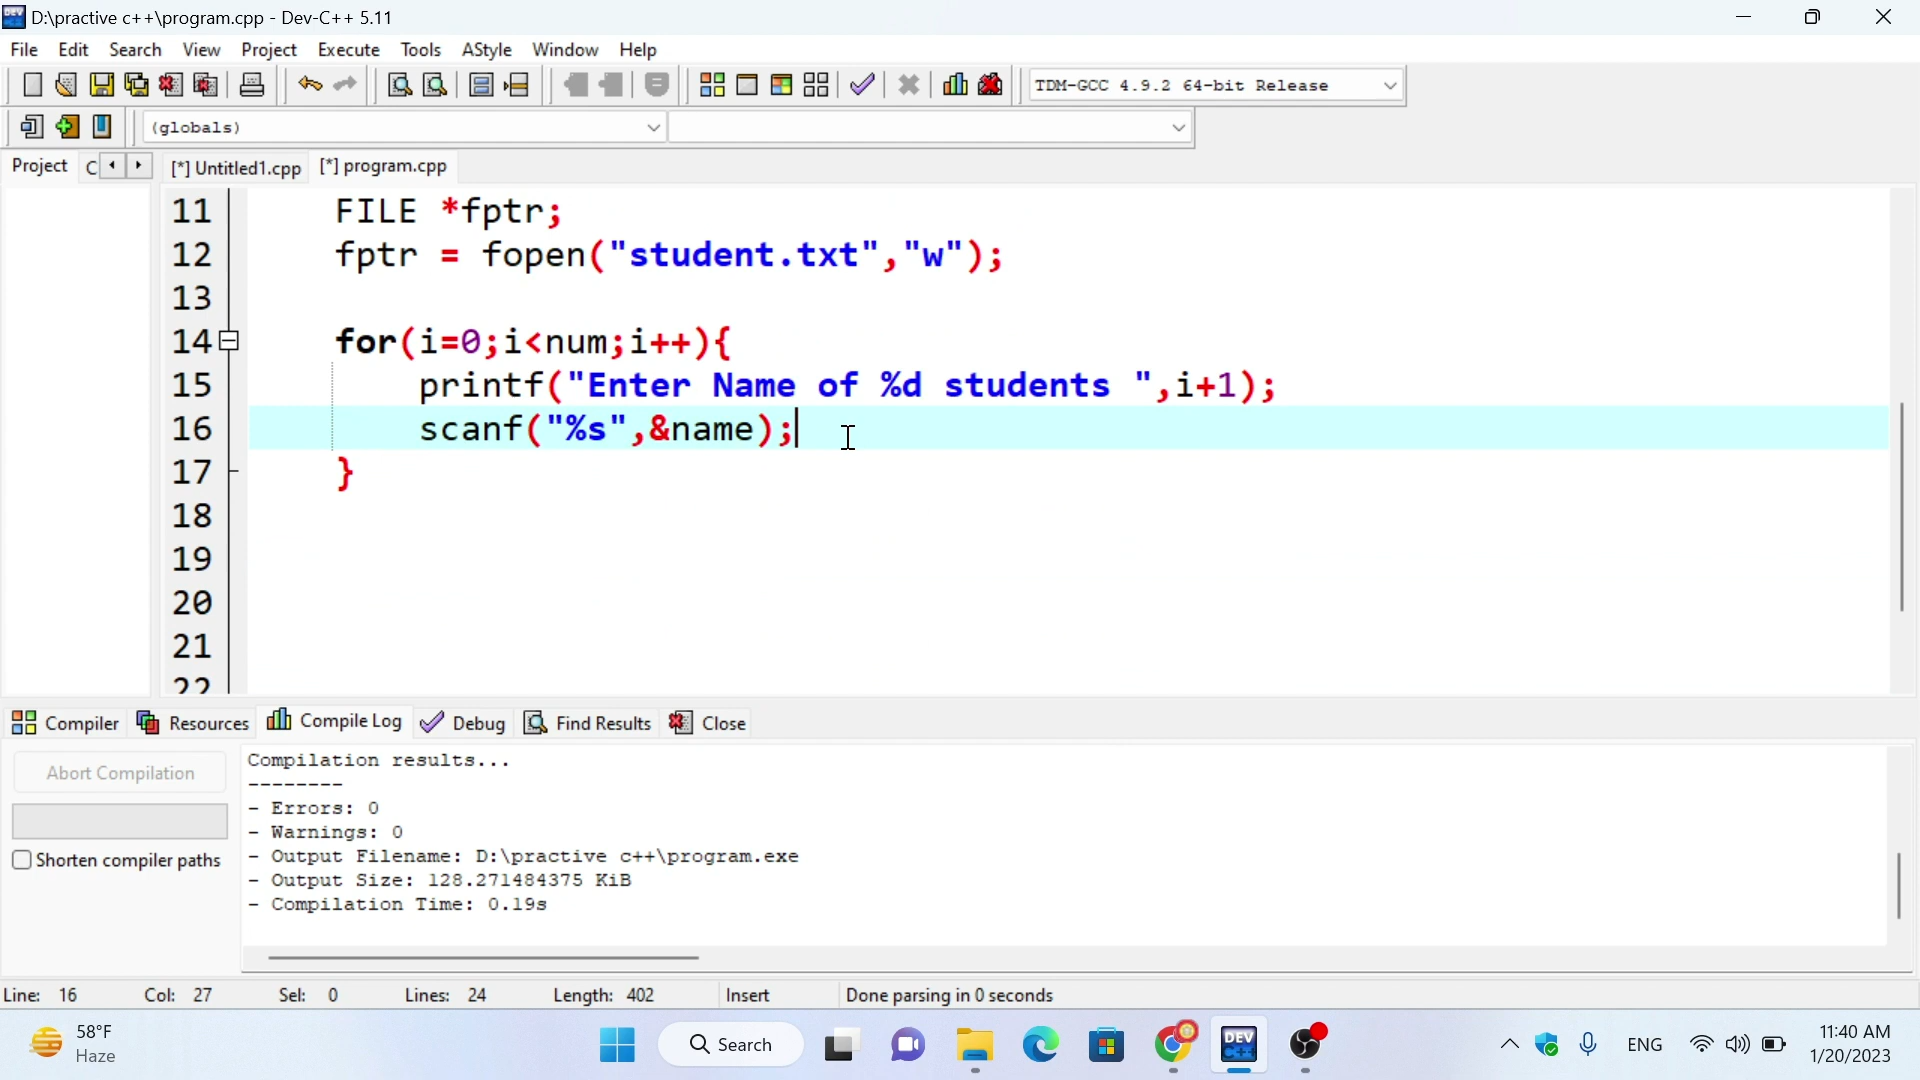 D:\practive c++\program.cpp - Dev-C++ 5.11
File Edit Search View Project Execute Tools AStyle Window Help
TDM-GCC 4.9.2 64-bit Release
(globals)
Project C [*] Untitled1.cpp [*] program.cpp
11 FILE *fptr;
12 fptr = fopen("student.txt","w");
13
14 for(i=0;i<num;i++){
15 printf("Enter Name of %d students ",i+1);
16 scanf("%s",&name);
17 }
18
19
20
21
22
Compiler Resources Compile Log Debug Find Results Close
Abort Compilation
Shorten compiler paths
Compilation results...
--------
- Errors: 0
- Warnings: 0
- Output Filename: D:\practive c++\program.exe
- Output Size: 128.271484375 KiB
- Compilation Time: 0.19s
Line: 16 Col: 27 Sel: 0 Lines: 24 Length: 402 Insert Done parsing in 0 seconds
58°F
Haze
Search
DEV C++
ENG
11:40 AM
1/20/2023